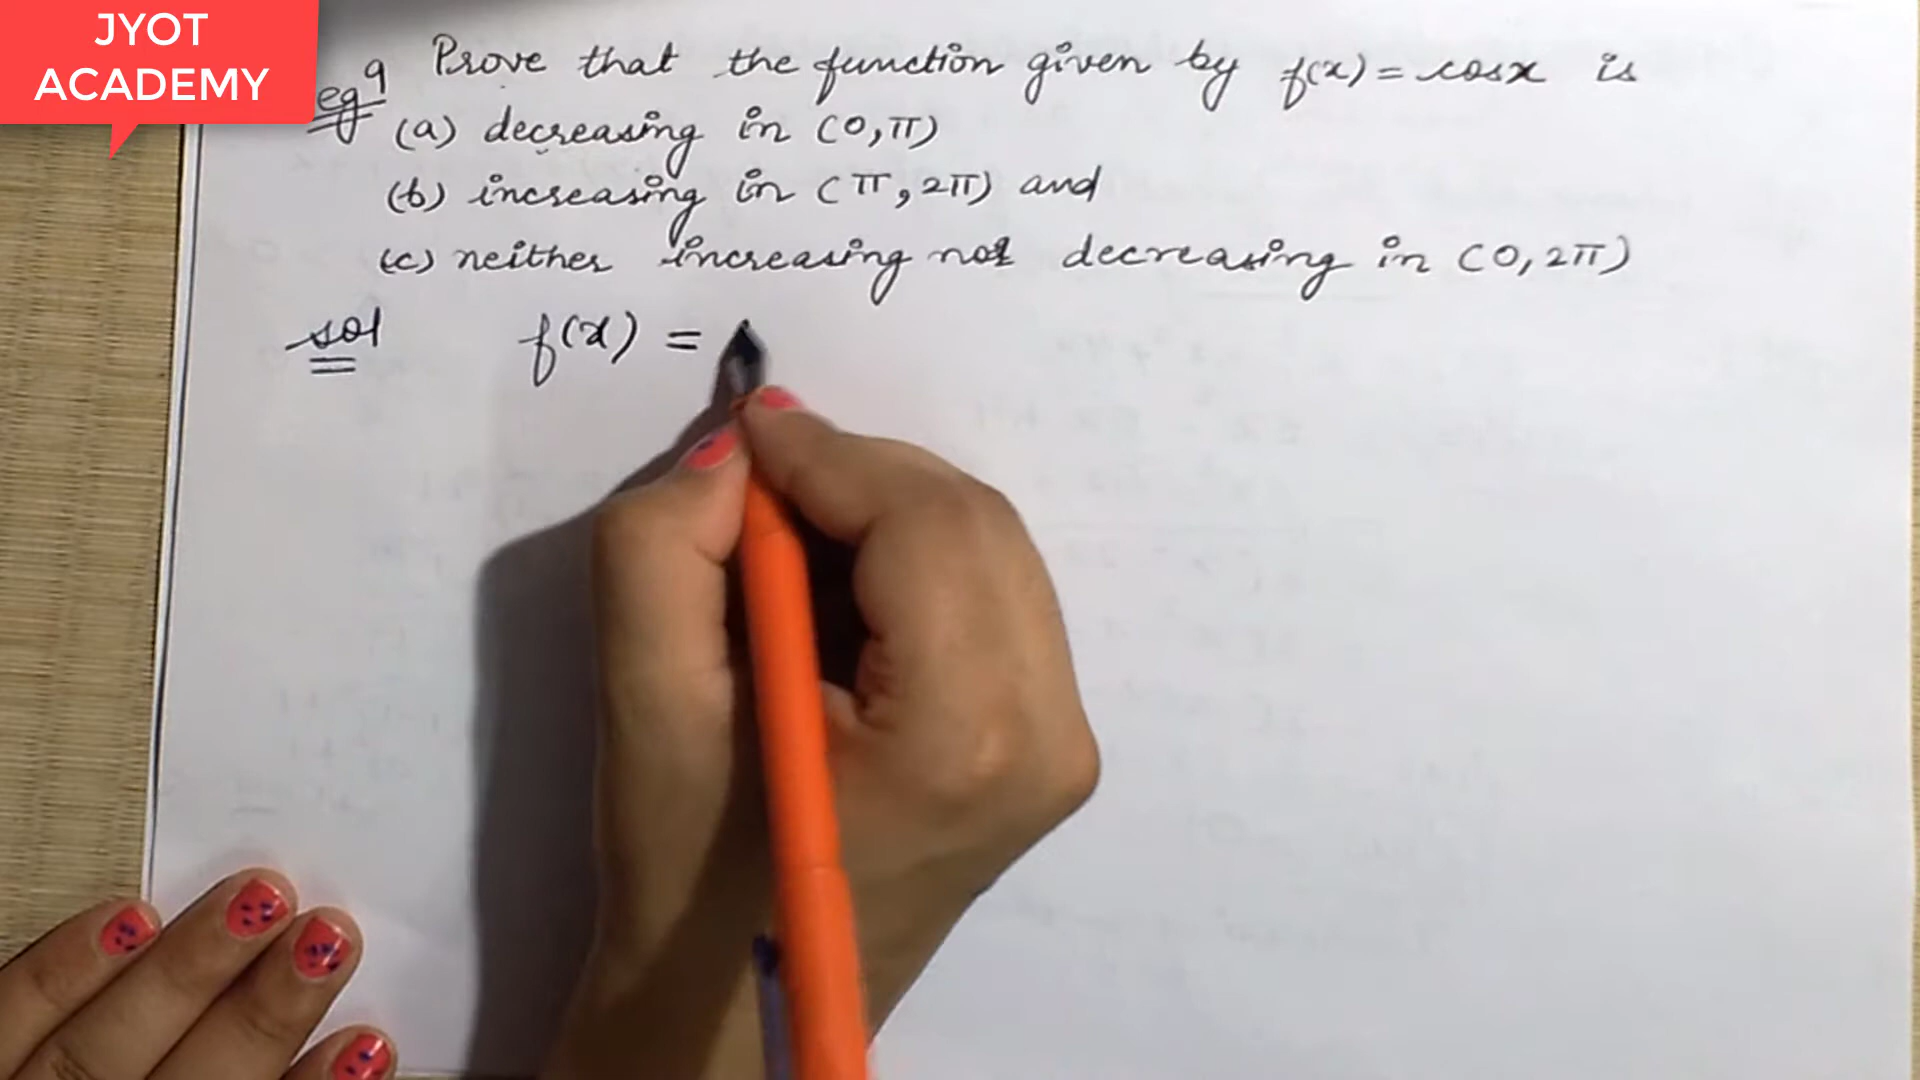 JYOT
ACADEMY
eg 9 Prove that the function given by f(x) = cosx is
(a) decreasing in (0,π)
(b) increasing in (π,2π) and
(c) neither increasing nor decreasing in (0,2π)
sol f(x) =